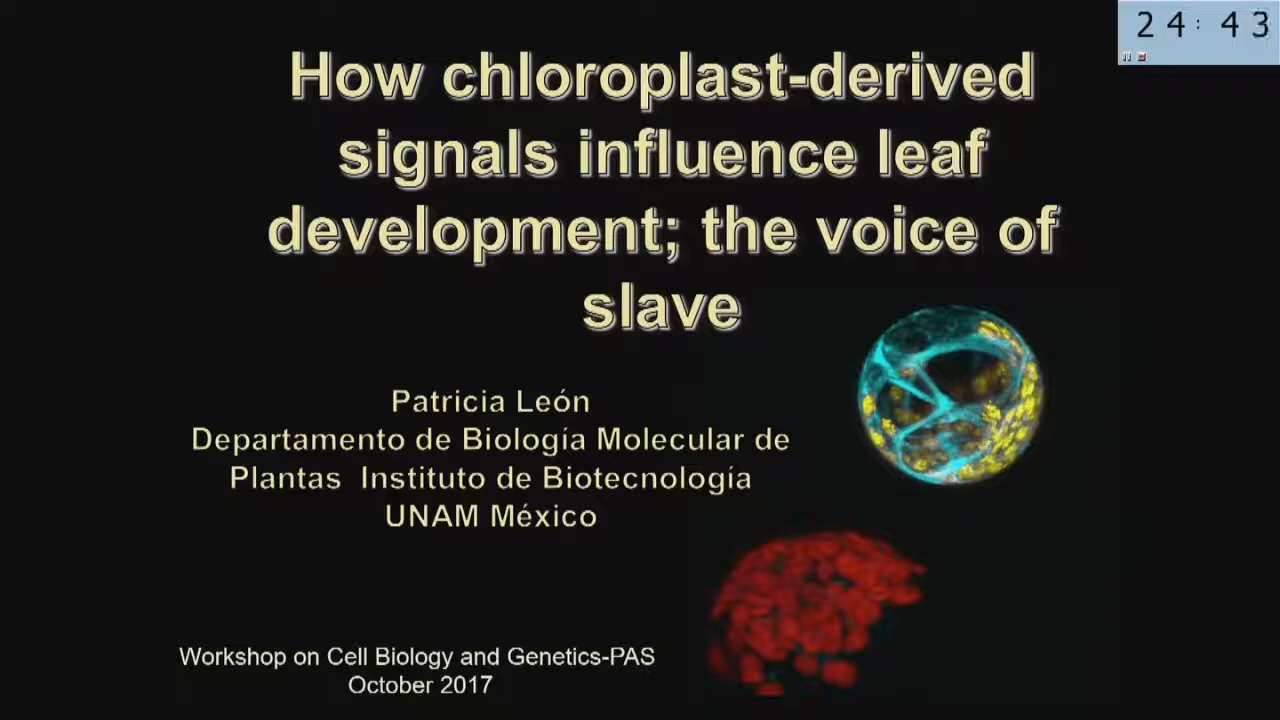 24:43
How chloroplast-derived
signals influence leaf
development; the voice of
slave
Patricia León
Departamento de Biología Molecular de
Plantas Instituto de Biotecnología
UNAM México
Workshop on Cell Biology and Genetics-PAS
October 2017